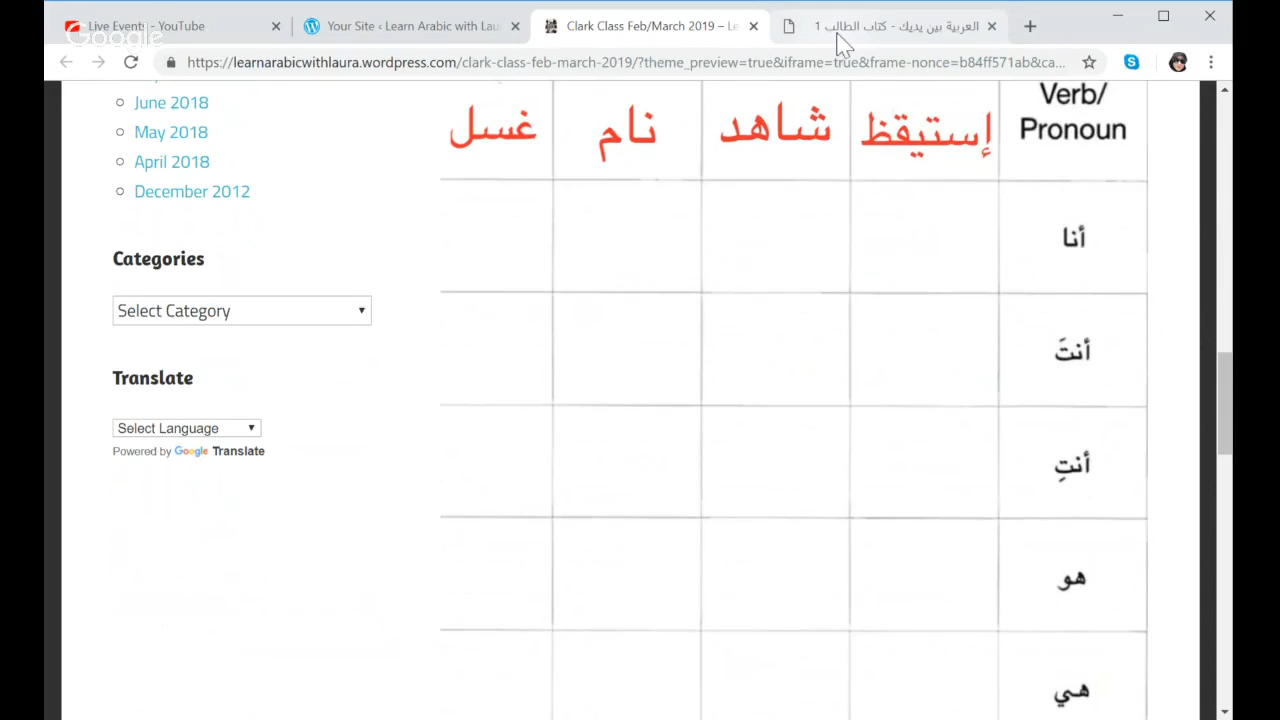 Google
Live Events - YouTube
Your Site ‹ Learn Arabic with Lau
Clark Class Feb/March 2019 – Le
العربية بين يديك - كتاب الطالب 1
https://learnarabicwithlaura.wordpress.com/clark-class-feb-march-2019/?theme_preview=true&iframe=true&frame-nonce=b84ff571ab&ca...
June 2018
May 2018
April 2018
December 2012
Categories
Select Category
Translate
Select Language
Powered by Google Translate
Verb/
Pronoun
إستيقظ
شاهد
نام
غسل
أنا
أنتَ
أنتِ
هو
هي